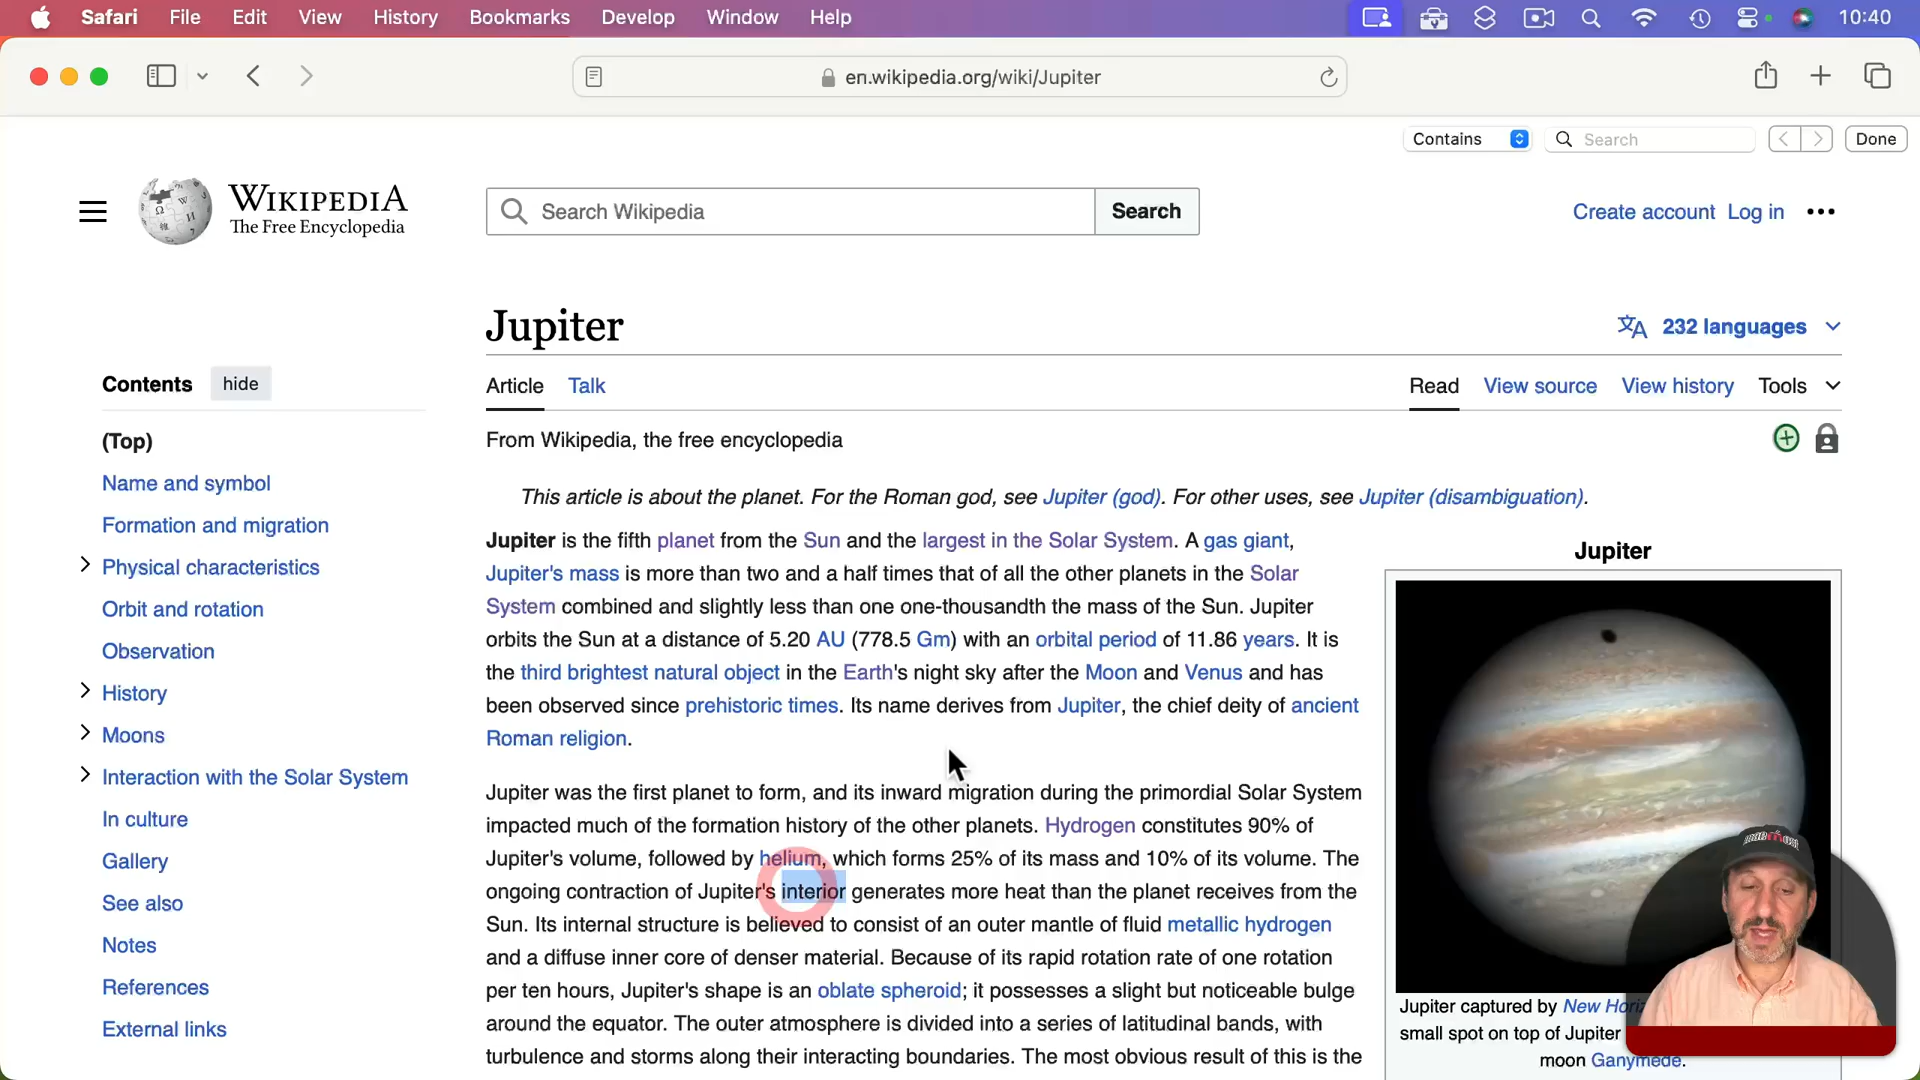 Safari File Edit View History Bookmarks Develop Window Help 10:40
en.wikipedia.org/wiki/Jupiter
Contains Search Done
WIKIPEDIA
The Free Encyclopedia
Search Wikipedia Search
Create account Log in
Jupiter
232 languages
Contents hide
(Top)
Name and symbol
Formation and migration
Physical characteristics
Orbit and rotation
Observation
History
Moons
Interaction with the Solar System
In culture
Gallery
See also
Notes
References
External links
Article Talk Read View source View history Tools
From Wikipedia, the free encyclopedia
This article is about the planet. For the Roman god, see Jupiter (god). For other uses, see Jupiter (disambiguation).
Jupiter is the fifth planet from the Sun and the largest in the Solar System. A gas giant,
Jupiter's mass is more than two and a half times that of all the other planets in the Solar
System combined and slightly less than one one-thousandth the mass of the Sun. Jupiter
orbits the Sun at a distance of 5.20 AU (778.5 Gm) with an orbital period of 11.86 years. It is
the third brightest natural object in the Earth's night sky after the Moon and Venus and has
been observed since prehistoric times. Its name derives from Jupiter, the chief deity of ancient
Roman religion.
Jupiter was the first planet to form, and its inward migration during the primordial Solar System
impacted much of the formation history of the other planets. Hydrogen constitutes 90% of
Jupiter's volume, followed by helium, which forms 25% of its mass and 10% of its volume. The
ongoing contraction of Jupiter's interior generates more heat than the planet receives from the
Sun. Its internal structure is believed to consist of an outer mantle of fluid metallic hydrogen
and a diffuse inner core of denser material. Because of its rapid rotation rate of one rotation
per ten hours, Jupiter's shape is an oblate spheroid; it possesses a slight but noticeable bulge
around the equator. The outer atmosphere is divided into a series of latitudinal bands, with
turbulence and storms along their interacting boundaries. The most obvious result of this is the
Jupiter
Jupiter captured by New
small spot on top of Jupiter
moon Ganymede.